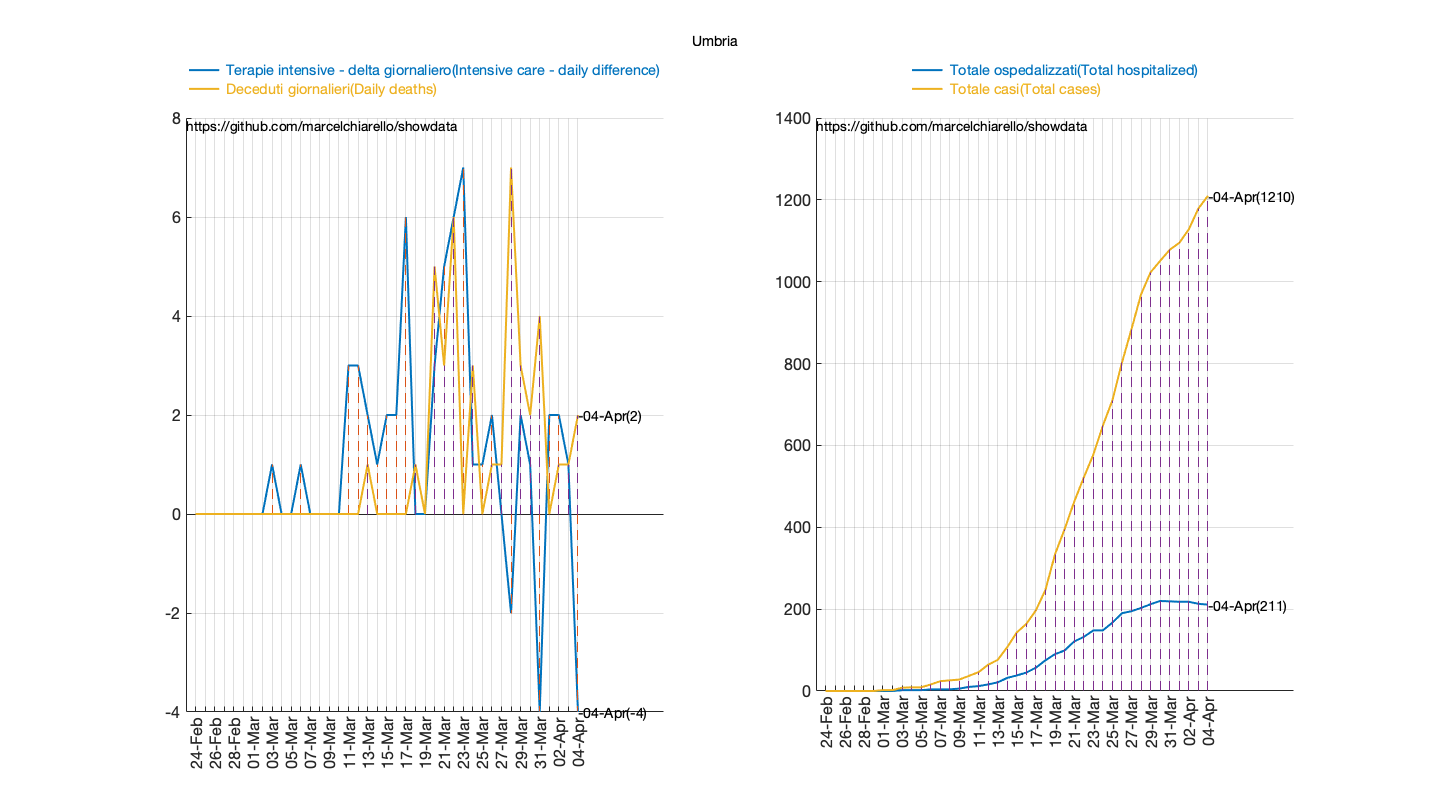 Umbria
Terapie intensive - delta giornaliero(Intensive care - daily difference)
Deceduti giornalieri(Daily deaths)
8
https://github.com/marcelchiarello/showdata
6
4
2
-04-Apr(2)
0
-2
-4
-04-Apr(-4)
24-Feb
26-Feb
28-Feb
01-Mar
03-Mar
05-Mar
07-Mar
09-Mar
11-Mar
13-Mar
15-Mar
17-Mar
19-Mar
21-Mar
23-Mar
25-Mar
27-Mar
29-Mar
31-Mar
02-Apr
04-Apr
Totale ospedalizzati(Total hospitalized)
Totale casi(Total cases)
1400
https://github.com/marcelchiarello/showdata
1200
-04-Apr(1210)
1000
800
600
400
200
-04-Apr(211)
0
24-Feb
26-Feb
28-Feb
01-Mar
03-Mar
05-Mar
07-Mar
09-Mar
11-Mar
13-Mar
15-Mar
17-Mar
19-Mar
21-Mar
23-Mar
25-Mar
27-Mar
29-Mar
31-Mar
02-Apr
04-Apr